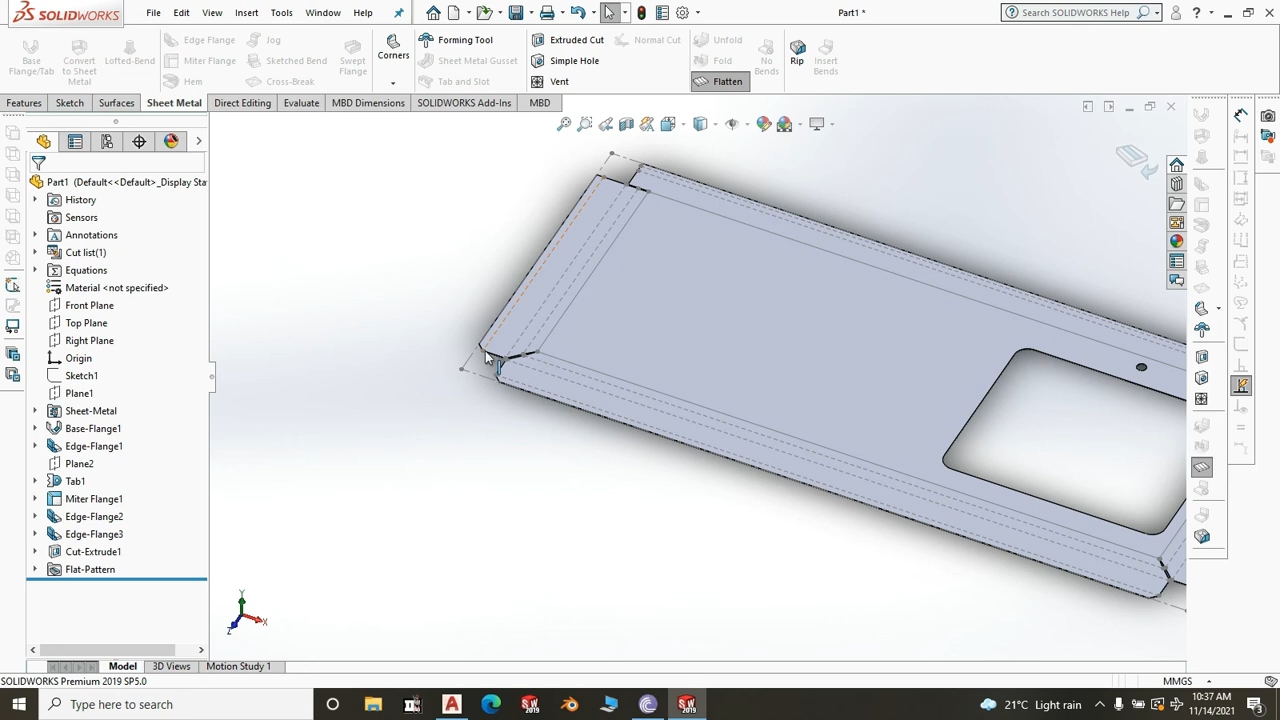 SOLIDWORKS
File Edit View Insert Tools Window Help
Part1 *
Search SOLIDWORKS Help
Base Flange/Tab
Convert to Sheet Metal
Lofted-Bend
Edge Flange
Miter Flange
Hem
Jog
Sketched Bend
Cross-Break
Swept Flange
Corners
Forming Tool
Sheet Metal Gusset
Tab and Slot
Extruded Cut
Simple Hole
Vent
Normal Cut
Unfold
Fold
Flatten
No Bends
Rip
Insert Bends
Features Sketch Surfaces Sheet Metal Direct Editing Evaluate MBD Dimensions SOLIDWORKS Add-Ins MBD
Part1 (Default<<Default>_Display Sta
History
Sensors
Annotations
Cut list(1)
Equations
Material <not specified>
Front Plane
Top Plane
Right Plane
Origin
Sketch1
Plane1
Sheet-Metal
Base-Flange1
Edge-Flange1
Plane2
Tab1
Miter Flange1
Edge-Flange2
Edge-Flange3
Cut-Extrude1
Flat-Pattern
Y
X
Z
Model 3D Views Motion Study 1
SOLIDWORKS Premium 2019 SP5.0
MMGS
Type here to search
21°C Light rain
10:37 AM
11/14/2021